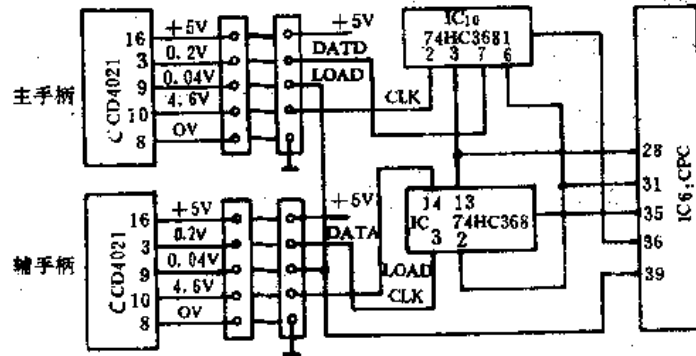 主手柄
CCD4021
16
3
9
10
8
+5V
0.2V
0.04V
4.6V
0V
+5V
DATD
LOAD
CLK
IC10
74HC3681
2 3 7 6
辅手柄
CCD4021
16
3
9
10
8
+5V
0.2V
0.04V
4.6V
0V
+5V
DATA
LOAD
CLK
14 13
IC 74HC368
3 2
28
31
35
36
39
IC6:CPC